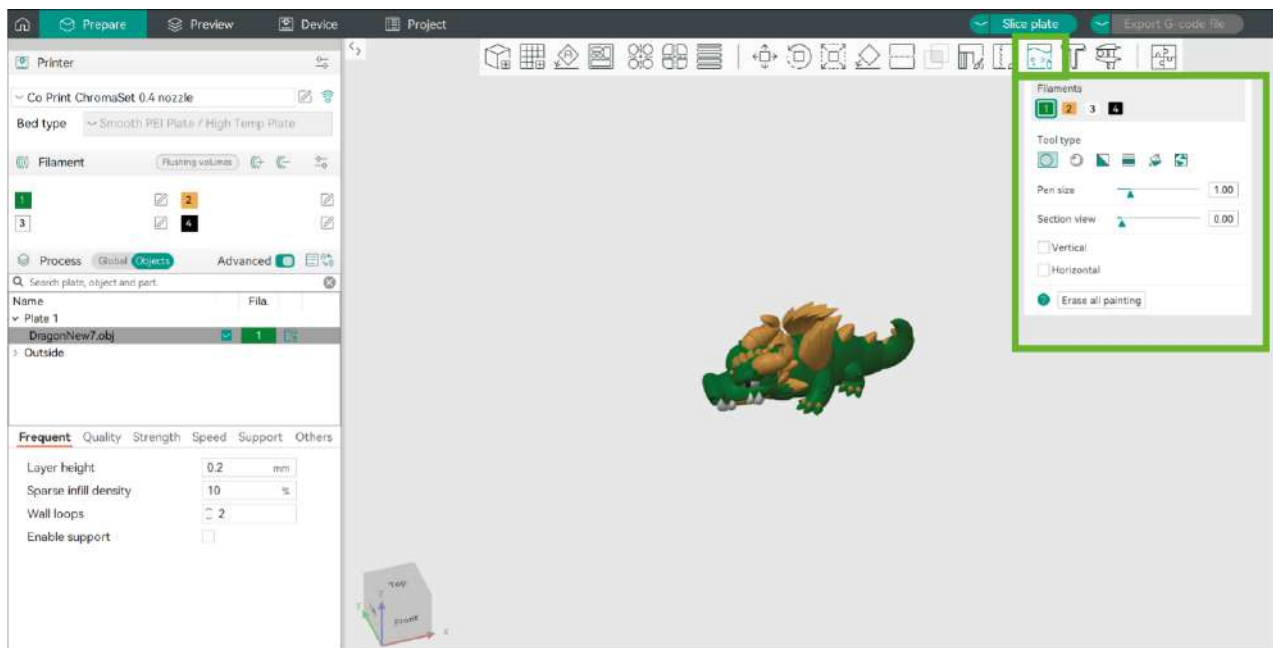 Prepare
Preview
Device
Project
Slice plate
Export G-code file
Printer
Co Print ChromaSet 0.4 nozzle
Bed type
Smooth PEI Plate / High Temp Plate
Filament
Flushing volumes
1
2
3
4
Process
Global
Objects
Advanced
Search plate, object and part.
Name
Fila.
Plate 1
DragonNew7.obj
1
Outside
Frequent Quality Strength Speed Support Others
Layer height
0.2
mm
Sparse infill density
10
%
Wall loops
2
Enable support
Filaments
1 2 3 4
Tool type
Pen size
1.00
Section view
0.00
Vertical
Horizontal
?
Erase all painting
Top
Front
z
x